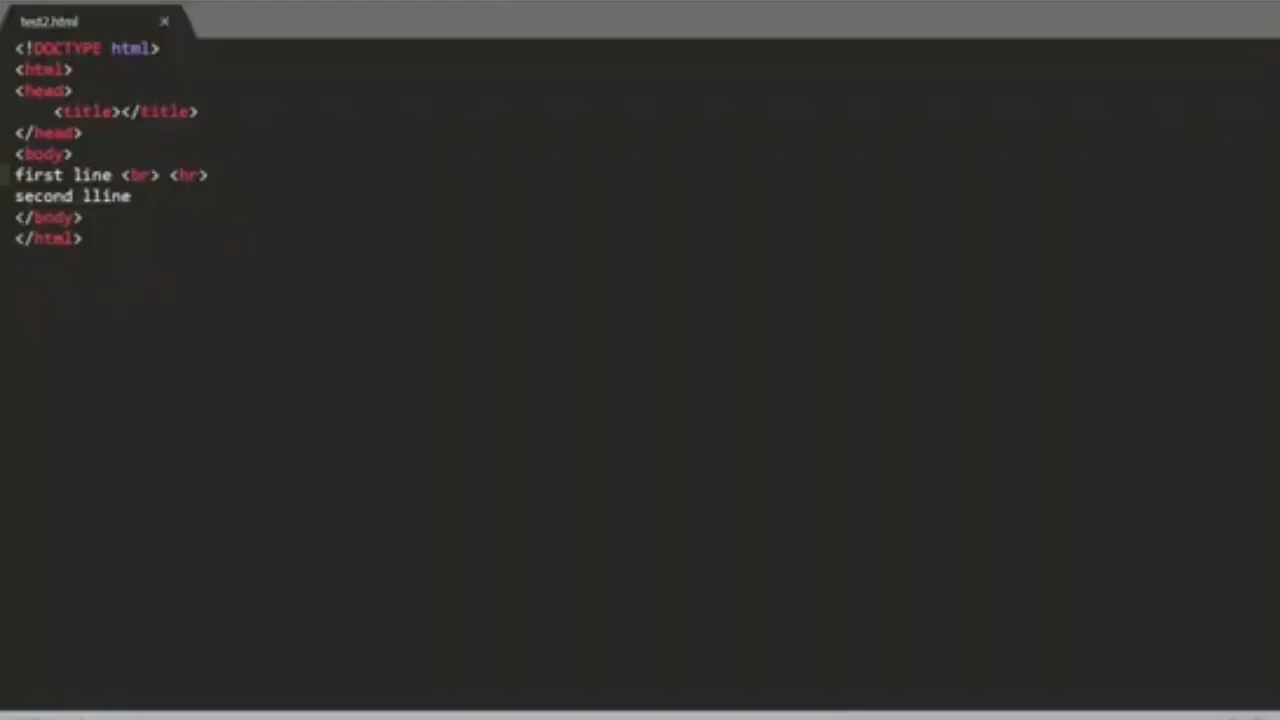 test2.html
<!DOCTYPE html>
<html>
<head>
    <title></title>
</head>
<body>
first line <br> <hr>
second lline
</body>
</html>